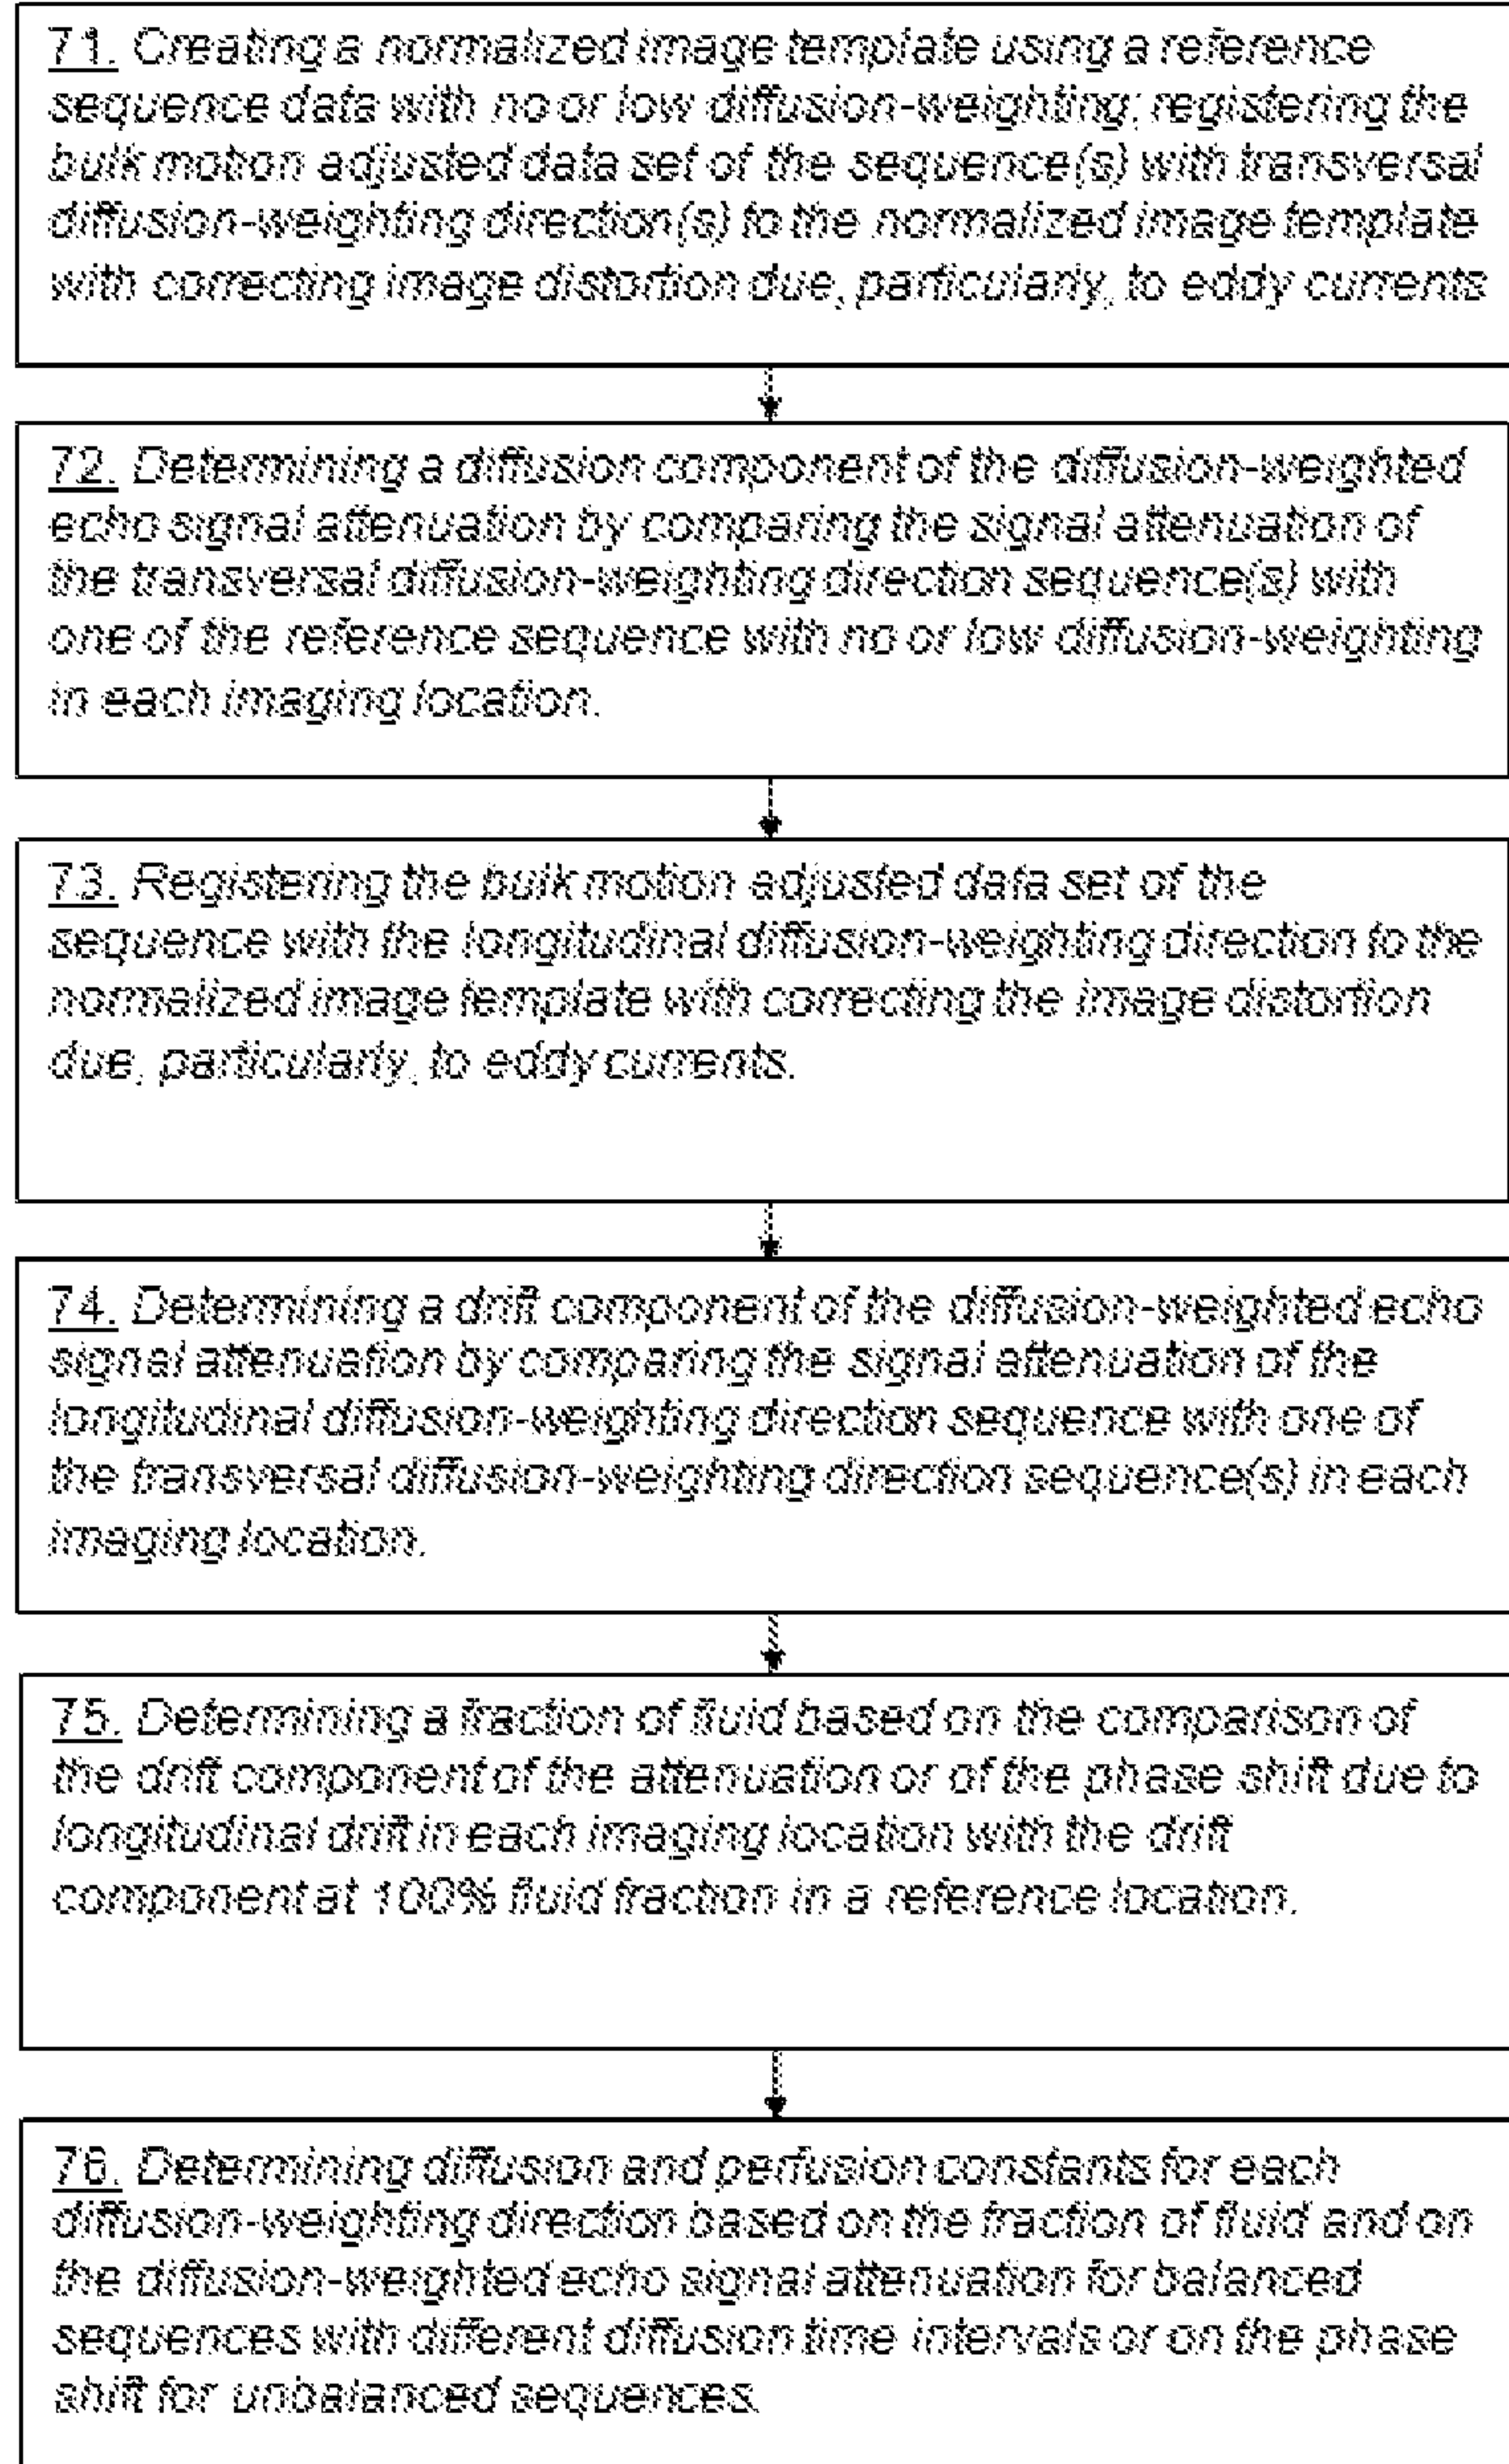 71. Creating a normalized image template using a reference
sequence data with no or low diffusion-weighting; registering the
bulk motion adjusted data set of the sequence(s) with transversal
diffusion-weighting direction(s) to the normalized image template
with correcting image distortion due, particularly, to eddy currents
72. Determining a diffusion component of the diffusion-weighted
echo signal attenuation by comparing the signal attenuation of
the transversal diffusion-weighting direction sequence(s) with
one of the reference sequence with no or low diffusion-weighting
in each imaging location.
73. Registering the bulk motion adjusted data set of the
sequence with the longitudinal diffusion-weighting direction to the
normalized image template with correcting the image distortion
due, particularly, to eddy currents.
74. Determining a drift component of the diffusion-weighted echo
signal attenuation by comparing the signal attenuation of the
longitudinal diffusion-weighting direction sequence with one of
the transversal diffusion-weighting direction sequence(s) in each
imaging location.
75. Determining a fraction of fluid based on the comparison of
the drift component of the attenuation or of the phase shift due to
longitudinal drift in each imaging location with the drift
component at 100% fluid fraction in a reference location.
76. Determining diffusion and perfusion constants for each
diffusion-weighting direction based on the fraction of fluid and on
the diffusion-weighted echo signal attenuation for balanced
sequences with different diffusion time intervals or on the phase
shift for unbalanced sequences.